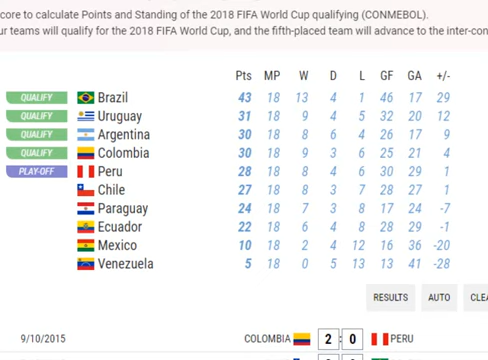 core to calculate Points and Standing of the 2018 FIFA World Cup qualifying (CONMEBOL).
ur teams will qualify for the 2018 FIFA World Cup, and the fifth-placed team will advance to the inter-con
Pts MP W D L GF GA +/-
QUALIFY Brazil 43 18 13 4 1 46 17 29
QUALIFY Uruguay 31 18 9 4 5 32 20 12
QUALIFY Argentina 30 18 8 6 4 26 17 9
QUALIFY Colombia 30 18 9 3 6 25 21 4
PLAY-OFF Peru 28 18 8 4 6 30 29 1
Chile 27 18 8 3 7 28 27 1
Paraguay 24 18 7 3 8 17 24 -7
Ecuador 22 18 6 4 8 28 29 -1
Mexico 10 18 2 4 12 16 36 -20
Venezuela 5 18 0 5 13 13 41 -28
RESULTS AUTO CLEA
9/10/2015 COLOMBIA 2 : 0 PERU